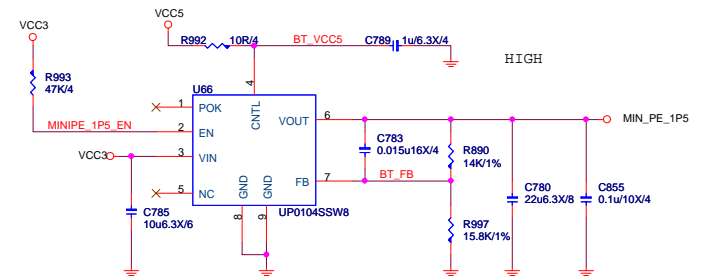 VCC5
VCC3
R992
10R/4
BT_VCC5
C789
1u/6.3X/4
HIGH
R993
47K/4
U66
4
CNTL
1
POK
VOUT
6
MIN_PE_1P5
MINIPE_1P5_EN
2
EN
C783
0.015u16X/4
R890
14K/1%
VCC3
3
VIN
5
NC
FB
7
BT_FB
GND
GND
C780
22u6.3X/8
C855
0.1u/10X/4
C785
10u6.3X/6
8
9
UP0104SSW8
R997
15.8K/1%